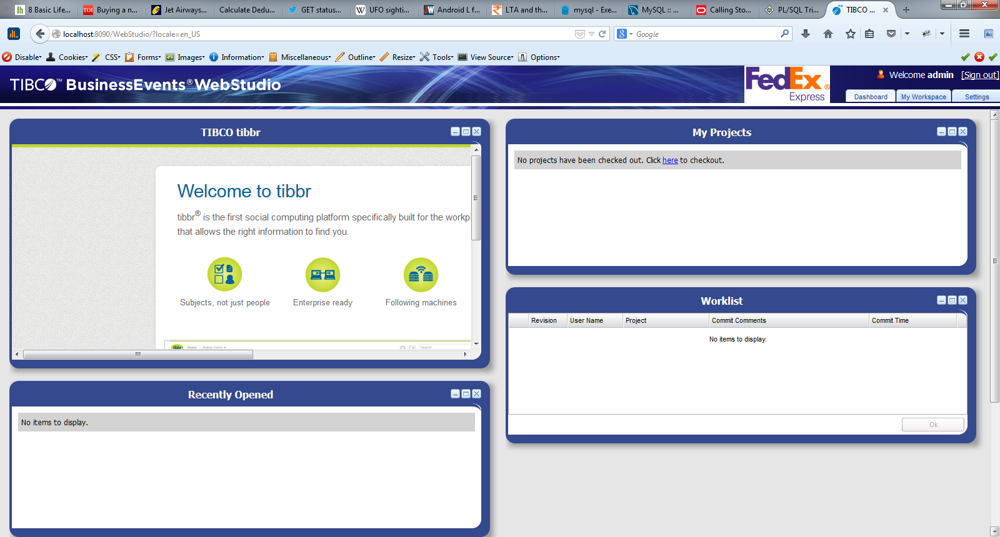 8 Basic Life...
TOI Buying a n...
Jet Airways...
Calculate Dedu...
GET status...
W UFO sighti...
JW Android L f...
LTA and th...
mysql - Exe...
MySQL :: ...
Calling Sto...
PL/SQL Tri...
TIBCO ...
localhost:8090/WebStudio/?locale=en_US
Google
Disable
Cookies
CSS
Forms
Images
Information
Miscellaneous
Outline
Resize
Tools
View Source
Options
TIBCO™ BusinessEvents® WebStudio
FedEx®
Express
Welcome admin [Sign out]
Dashboard
My Workspace
Settings
TIBCO tibbr
Welcome to tibbr
tibbr® is the first social computing platform specifically built for the workp
that allows the right information to find you.
Subjects, not just people
Enterprise ready
Following machines
tibbr Home Search
Recently Opened
No items to display.
My Projects
No projects have been checked out. Click here to checkout.
Worklist
Revision
User Name
Project
Commit Comments
Commit Time
No items to display.
Ok